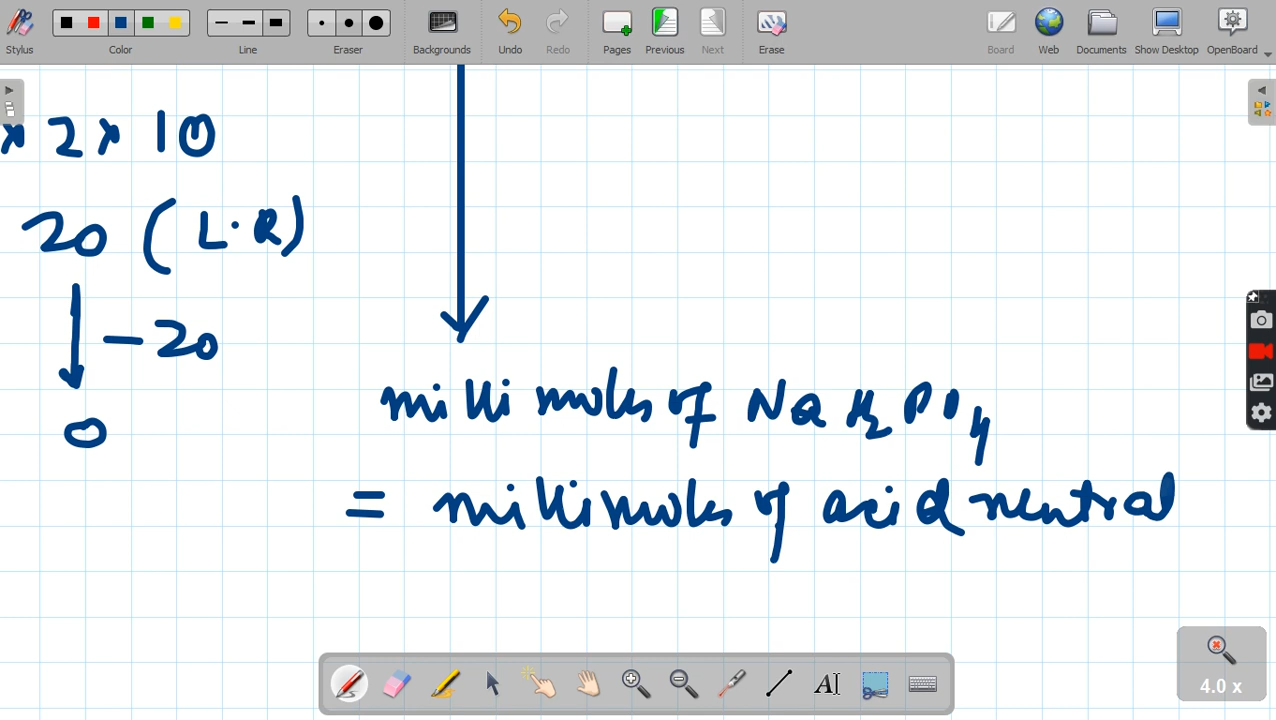 Stylus
Color
Line
Eraser
Backgrounds
Undo
Redo
Pages
Previous
Next
Erase
Board
Web
Documents
Show Desktop
OpenBoard
× 2 × 10
20 (L.R)
- 20
0
milli moles of NaH₂PO₄
= millimoles of acid neutral
4.0 x